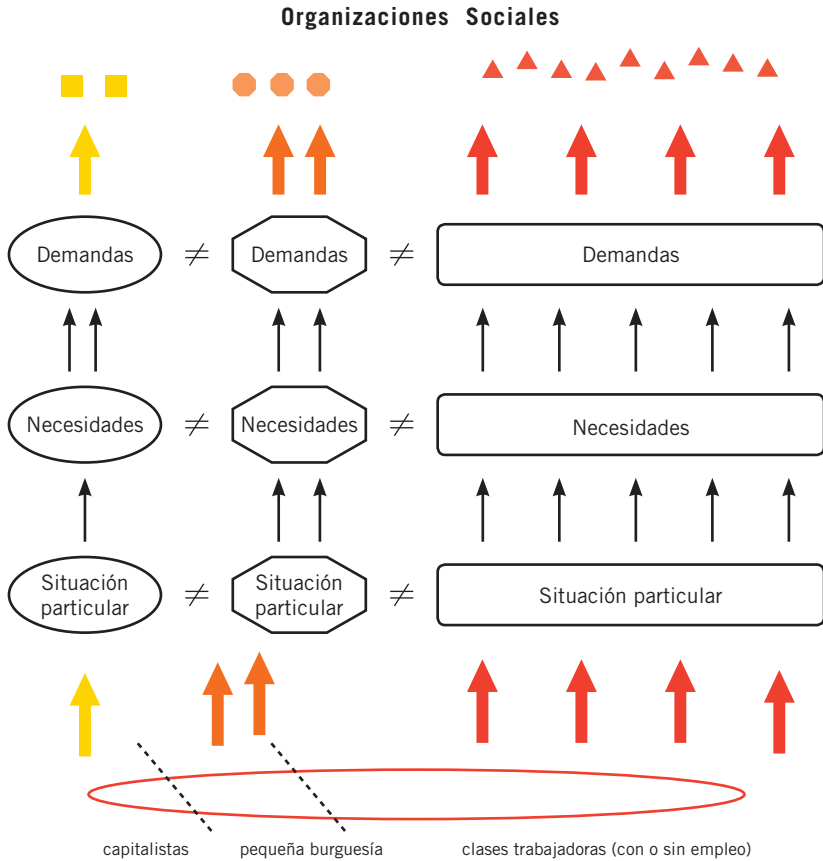 Organizaciones Sociales
Demandas ≠ Demandas ≠ Demandas
Necesidades ≠ Necesidades ≠ Necesidades
Situación particular ≠ Situación particular ≠ Situación particular
capitalistas pequeña burguesía clases trabajadoras (con o sin empleo)